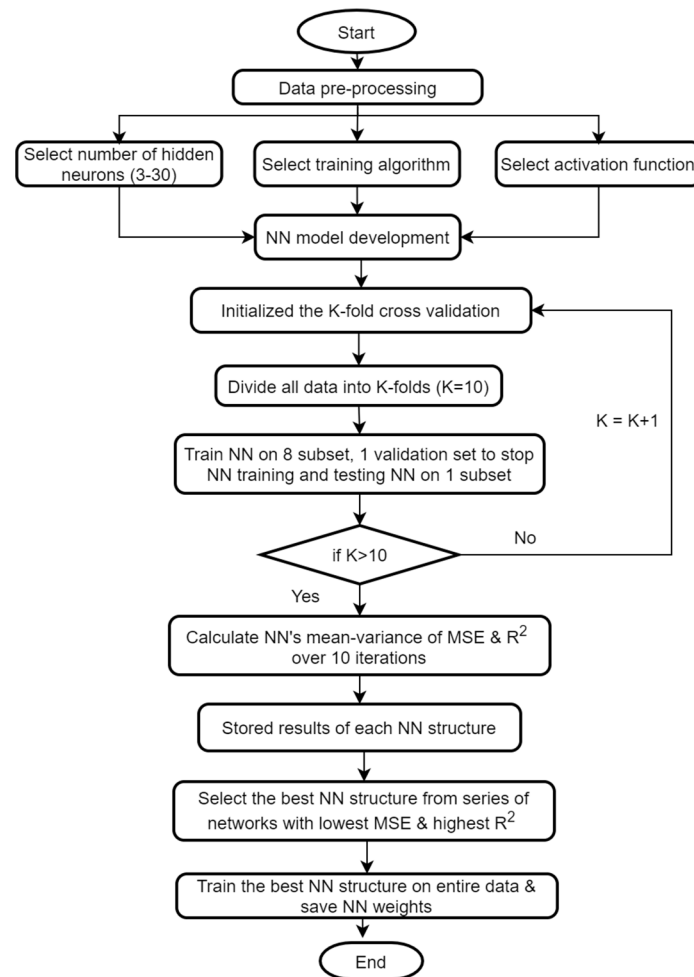 Start
Data pre-processing
Select number of hidden
neurons (3-30)
Select training algorithm
Select activation function
NN model development
Initialized the K-fold cross validation
Divide all data into K-folds (K=10)
K = K+1
Train NN on 8 subset, 1 validation set to stop
NN training and testing NN on 1 subset
if K>10
No
Yes
Calculate NN's mean-variance of MSE & R²
over 10 iterations
Stored results of each NN structure
Select the best NN structure from series of
networks with lowest MSE & highest R²
Train the best NN structure on entire data &
save NN weights
End